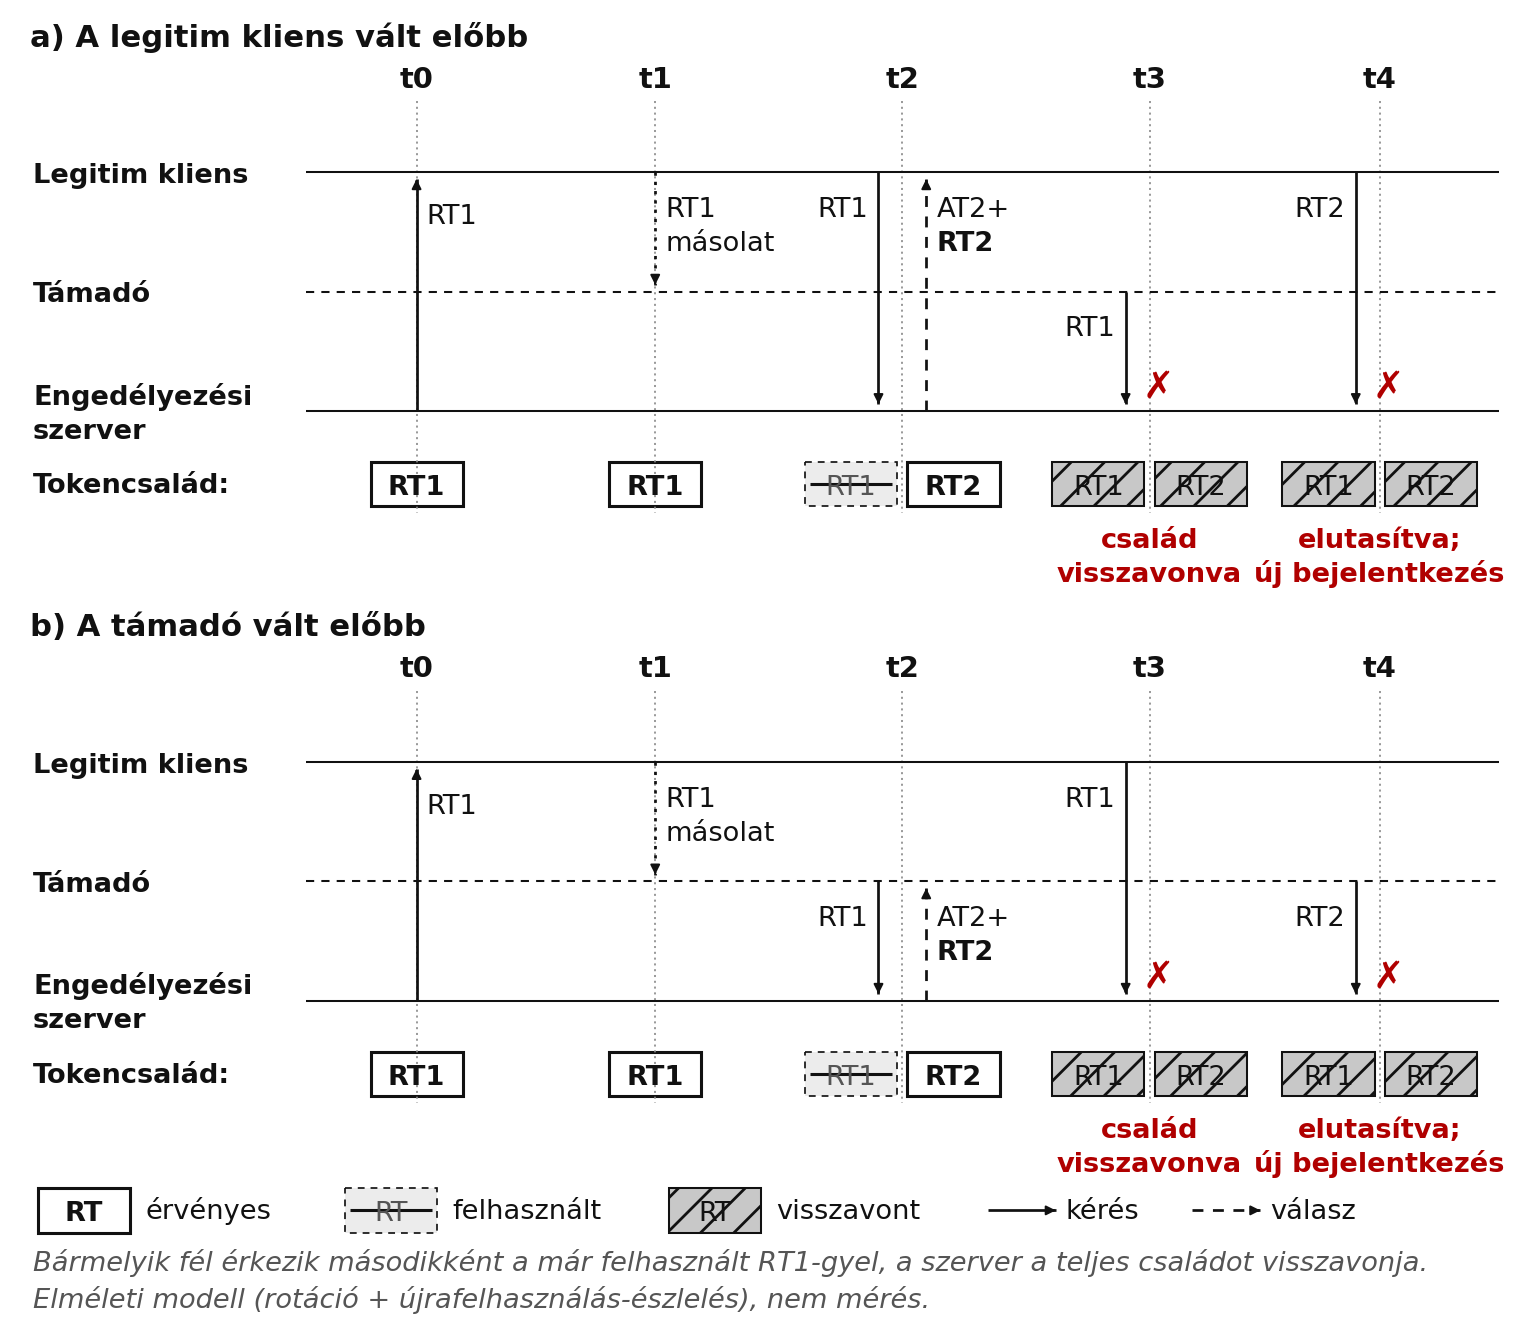 a) A legitim kliens vált előbb
t0 t1 t2 t3 t4
Legitim kliens
RT1
RT1
másolat
RT1
AT2+
RT2
RT2
Támadó
RT1
✗ ✗
Engedélyezési
szerver
Tokencsalád: RT1 RT1 RT1 RT2 RT1 RT2 RT1 RT2
család
visszavonva
elutasítva;
új bejelentkezés
b) A támadó vált előbb
t0 t1 t2 t3 t4
Legitim kliens
RT1
RT1
másolat
RT1
Támadó
RT1
AT2+
RT2
RT2
✗ ✗
Engedélyezési
szerver
Tokencsalád: RT1 RT1 RT1 RT2 RT1 RT2 RT1 RT2
család
visszavonva
elutasítva;
új bejelentkezés
RT érvényes RT felhasznált RT visszavont kérés válasz
Bármelyik fél érkezik másodikként a már felhasznált RT1-gyel, a szerver a teljes családot visszavonja.
Elméleti modell (rotáció + újrafelhasználás-észlelés), nem mérés.